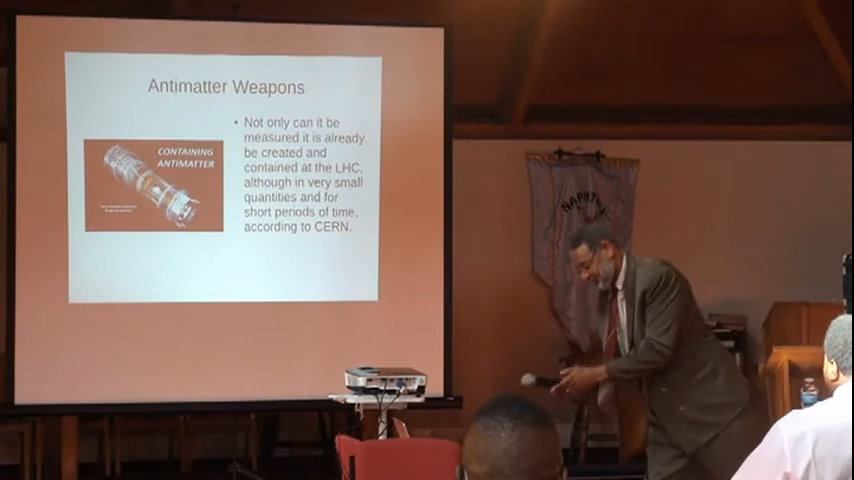 Antimatter Weapons
CONTAINING
ANTIMATTER
• Not only can it be
measured it is already
be created and
contained at the LHC,
although in very small
quantities and for
short periods of time,
according to CERN.